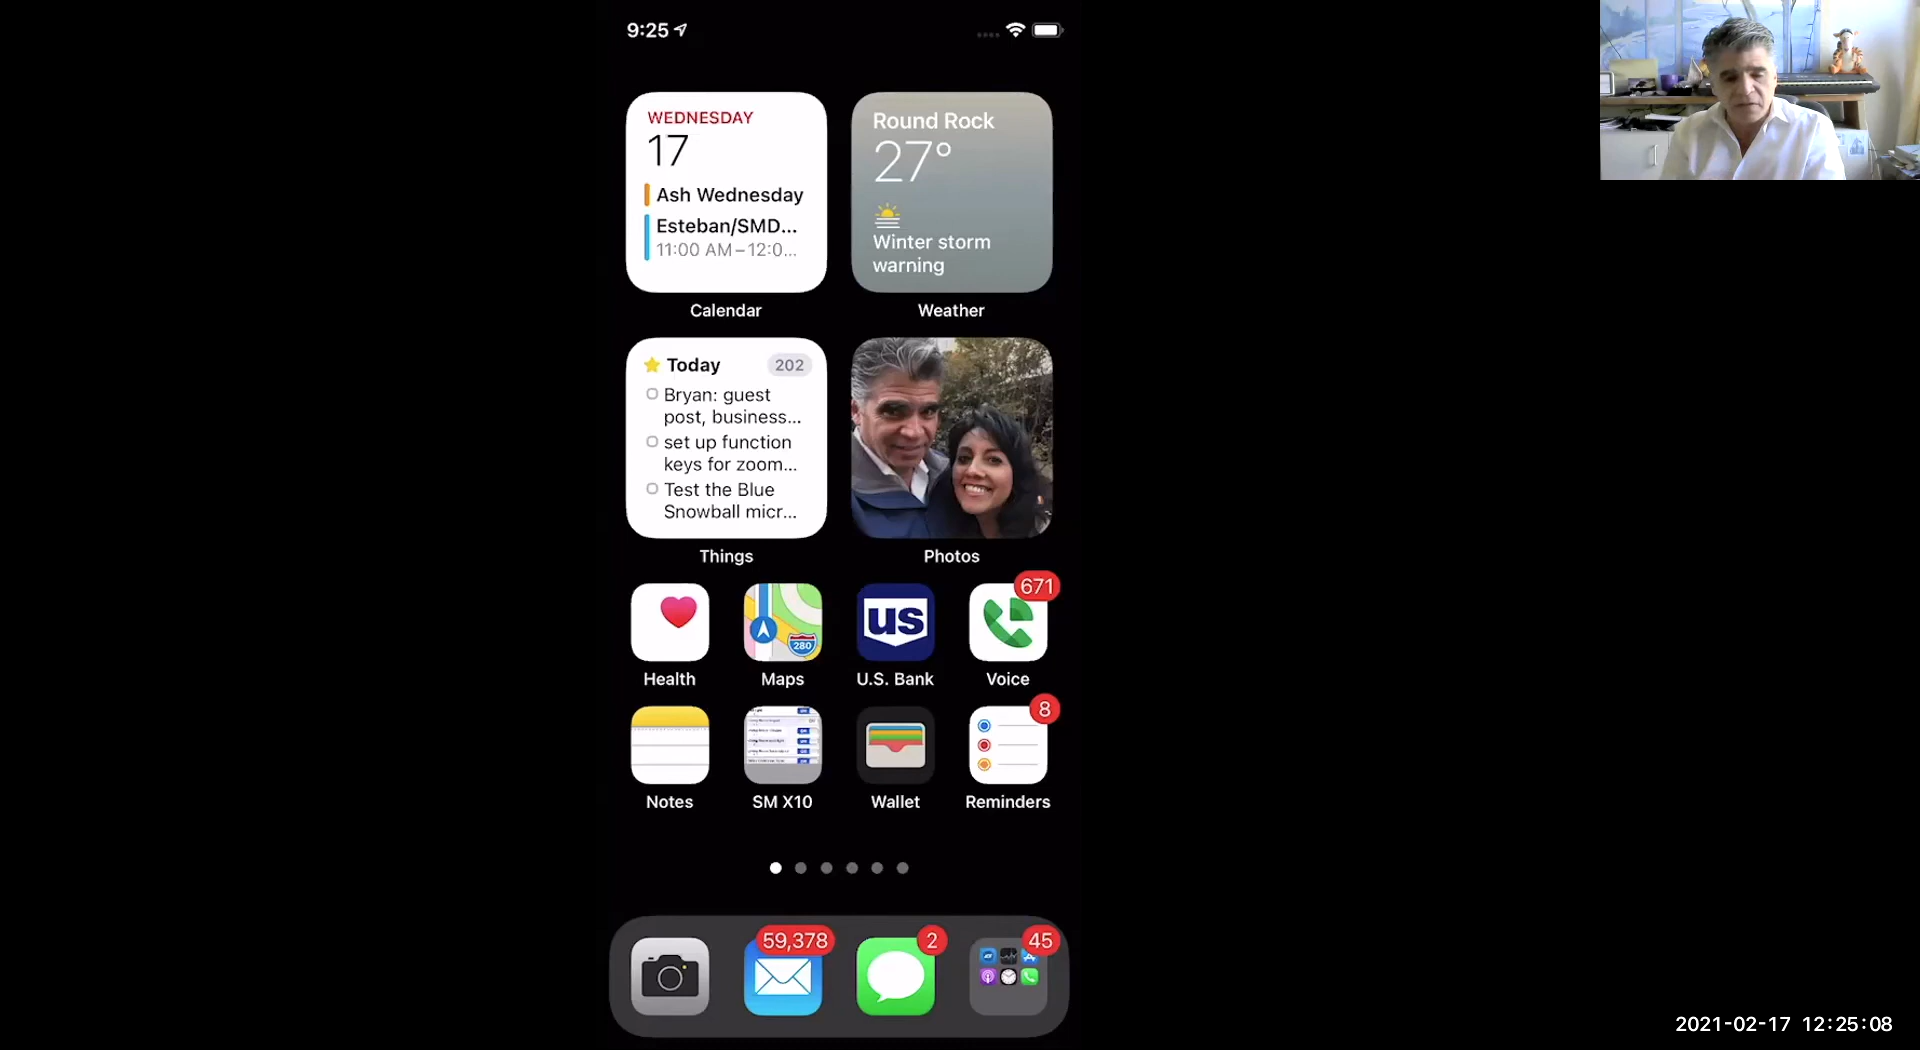 9:25
WEDNESDAY
17
Ash Wednesday
Esteban/SMD...
11:00 AM–12:0...
Calendar
Round Rock
27°
Winter storm
warning
Weather
Today 202
Bryan: guest
post, business...
set up function
keys for zoom...
Test the Blue
Snowball micr...
Things
Photos
280
us
671
Health
Maps
U.S. Bank
Voice
8
Notes
SM X10
Wallet
Reminders
59,378
2
45
2021-02-17 12:25:08